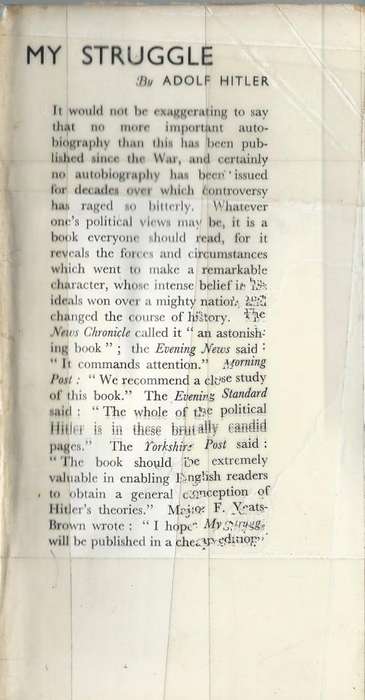 MY STRUGGLE
By ADOLF HITLER
It would not be exaggerating to say
that no more important auto-
biography than this has been pub-
lished since the War, and certainly
no autobiography has been issued
for decades over which controversy
has raged so bitterly. Whatever
one's political views may be, it is a
book everyone should read, for it
reveals the forces and circumstances
which went to make a remarkable
character, whose intense belief in his
ideals won over a mighty nation and
changed the course of history. The
News Chronicle called it “ an astonish-
ing book ” ; the Evening News said :
“ It commands attention.” Morning
Post : “ We recommend a close study
of this book.” The Evening Standard
said : “ The whole of the political
Hitler is in these brutally candid
pages.” The Yorkshire Post said :
“ The book should be extremely
valuable in enabling English readers
to obtain a general conception of
Hitler's theories.” Major F. Yeats-
Brown wrote : “ I hope My Struggle
will be published in a cheap edition.”